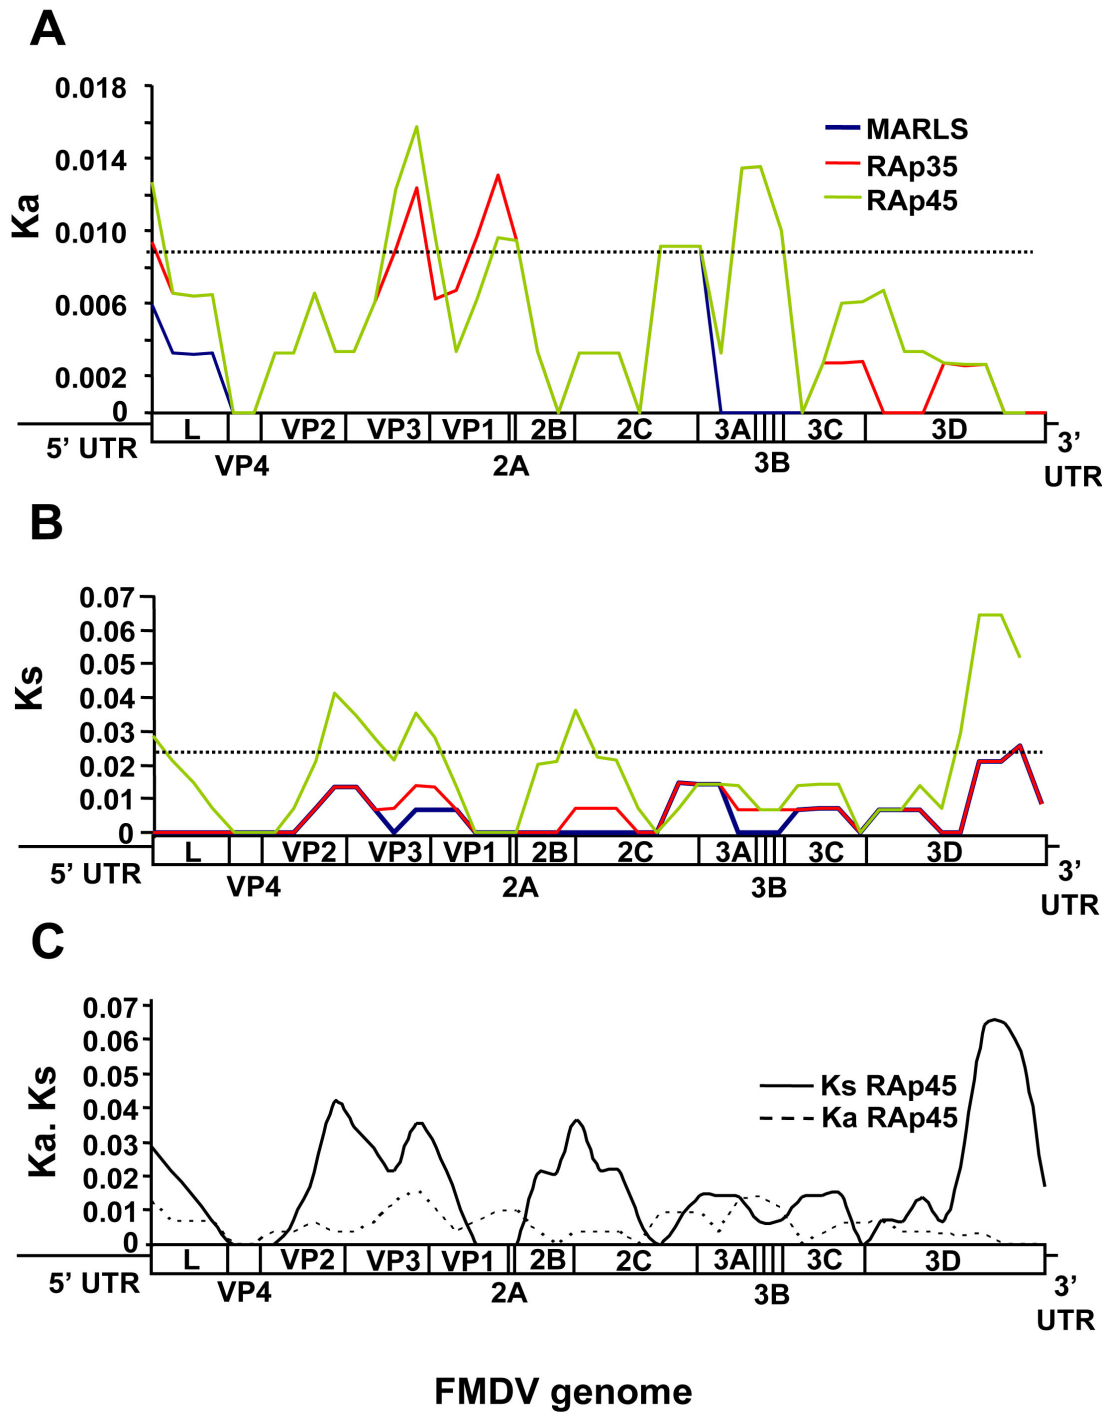 A
0.018
0.014
0.010
0.006
0.002
0
Ka
MARLS
RAp35
RAp45
L VP2 VP3 VP1 2B 2C 3A 3C 3D
5’ UTR VP4 2A 3B 3’
UTR
B
0.07
0.06
0.05
0.04
0.03
0.02
0.01
0
Ks
L VP2 VP3 VP1 2B 2C 3A 3C 3D
5’ UTR VP4 2A 3B 3’
UTR
C
0.07
0.06
0.05
0.04
0.03
0.02
0.01
0
Ka. Ks
Ks RAp45
Ka RAp45
L VP2 VP3 VP1 2B 2C 3A 3C 3D
5’ UTR VP4 2A 3B 3’
UTR
FMDV genome